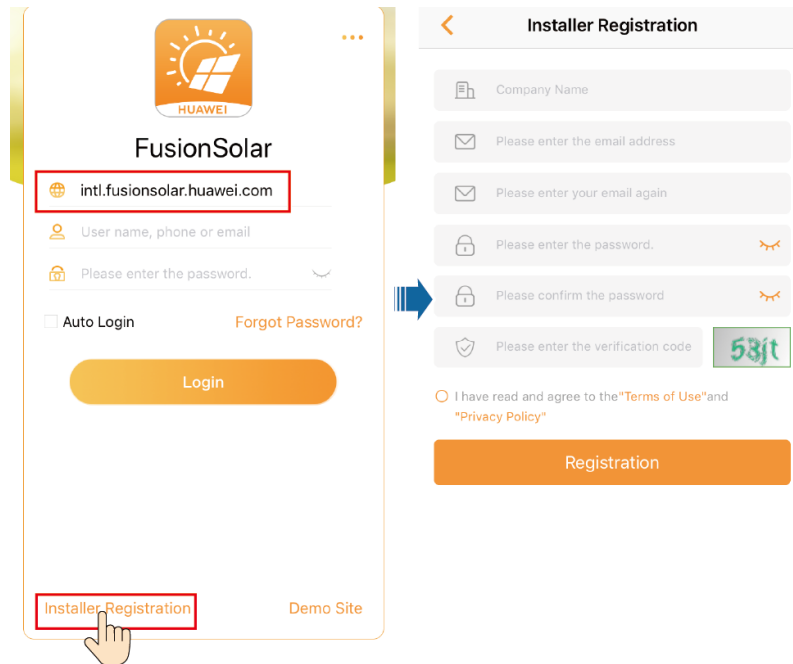 HUAWEI
FusionSolar
intl.fusionsolar.huawei.com
User name, phone or email
Please enter the password.
Auto Login
Forgot Password?
Login
Installer Registration
Demo Site
Installer Registration
Company Name
Please enter the email address
Please enter your email again
Please enter the password.
Please confirm the password
Please enter the verification code
53jt
I have read and agree to the"Terms of Use"and
"Privacy Policy"
Registration